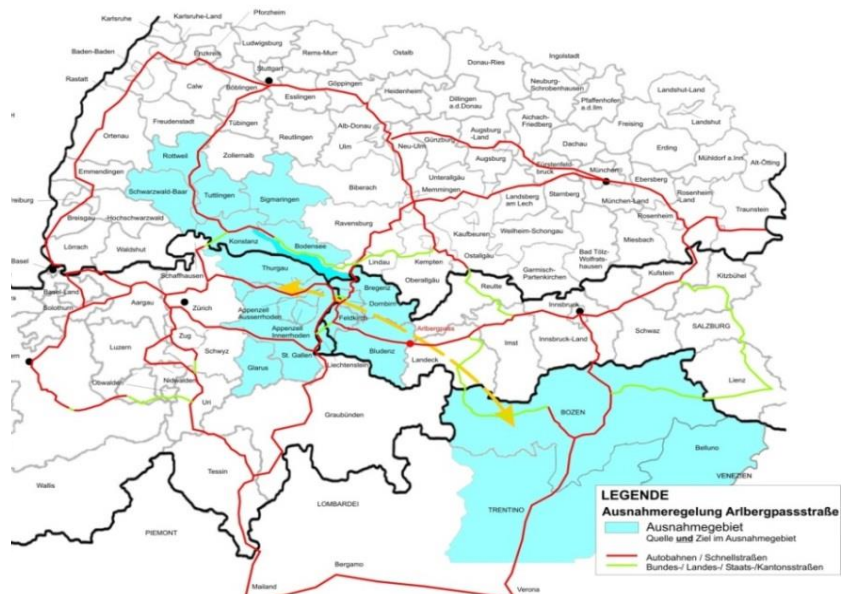 Karlsruhe
Karlsruhe-Land
Pforzheim
Enzkreis
Ludwigsburg
Rems-Murr
Ostalb
Donau-Ries
Ingolstadt
Baden-Baden
Rastatt
Calw
Stuttgart
Böblingen
Esslingen
Göppingen
Heidenheim
Dillingen
a.d.Donau
Neuburg-
Schrobenhausen
Pfaffenhofen
a.d.Ilm
Landshut-Land
Landshut
Freising
Aichach-
Friedberg
Augsburg
-Land
Augsburg
Ortenau
Freudenstadt
Tübingen
Reutlingen
Alb-Donau
Ulm
Neu-Ulm
Günzburg
Dachau
Erding
Mühldorf a.Inn
Alt-Ötting
Rottweil
Zollernalb
Emmendingen
Schwarzwald-Baar
Tuttlingen
Sigmaringen
Biberach
Unterallgäu
Memmingen
Landsberg
am Lech
Fürstenfeld-
bruck
München
Starnberg
München-Land
Ebersberg
Rosenheim
Rosenheim
-Land
Traunstein
Breisgau
Hochschwarzwald
Lörrach
Waldshut
Konstanz
Bodensee
Ravensburg
Lindau
Kempten
Oberallgäu
Kaufbeuren
Ostallgäu
Weilheim-Schongau
Garmisch-
Partenkirchen
Bad Tölz-
Wolfrats-
hausen
Miesbach
Basel
Basel-Land
Solothurn
Aargau
Schaffhausen
Zürich
Thurgau
Bregenz
Dornbirn
Feldkirch
Reutte
Innsbruck
Kufstein
Kitzbühel
Appenzell
Ausserrhoden
Appenzell
Innerrhoden
St. Gallen
Arlbergpass
Bludenz
Landeck
Imst
Innsbruck-Land
Schwaz
SALZBURG
Lienz
Luzern
Zug
Schwyz
Glarus
Liechtenstein
Obwalden
Nidwalden
Uri
Graubünden
BOZEN
Belluno
VENEZIEN
Tessin
Wallis
LOMBARDEI
TRENTINO
PIEMONT
Bergamo
Mailand
Verona
LEGENDE
Ausnahmeregelung Arlbergpassstraße
Ausnahmegebiet
Quelle und Ziel im Ausnahmegebiet
Autobahnen / Schnellstraßen
Bundes-/ Landes-/ Staats-/Kantonsstraßen